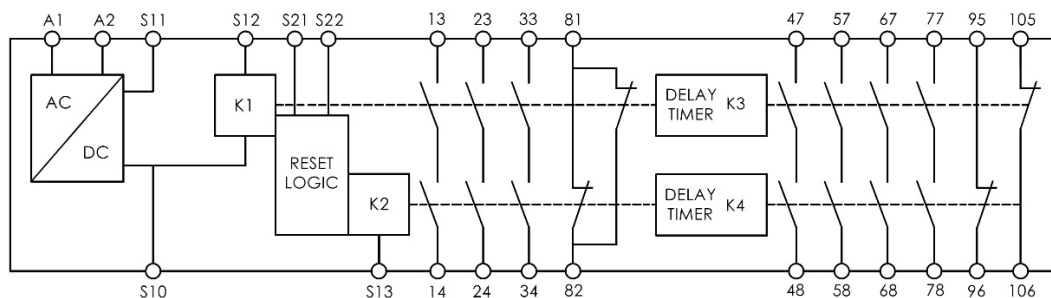 A1 A2 S11 S12 S21 S22 13 23 33 81 47 57 67 77 95 105
AC
DC
K1
RESET
LOGIC
K2
DELAY
TIMER K3
DELAY
TIMER K4
S10 S13 14 24 34 82 48 58 68 78 96 106